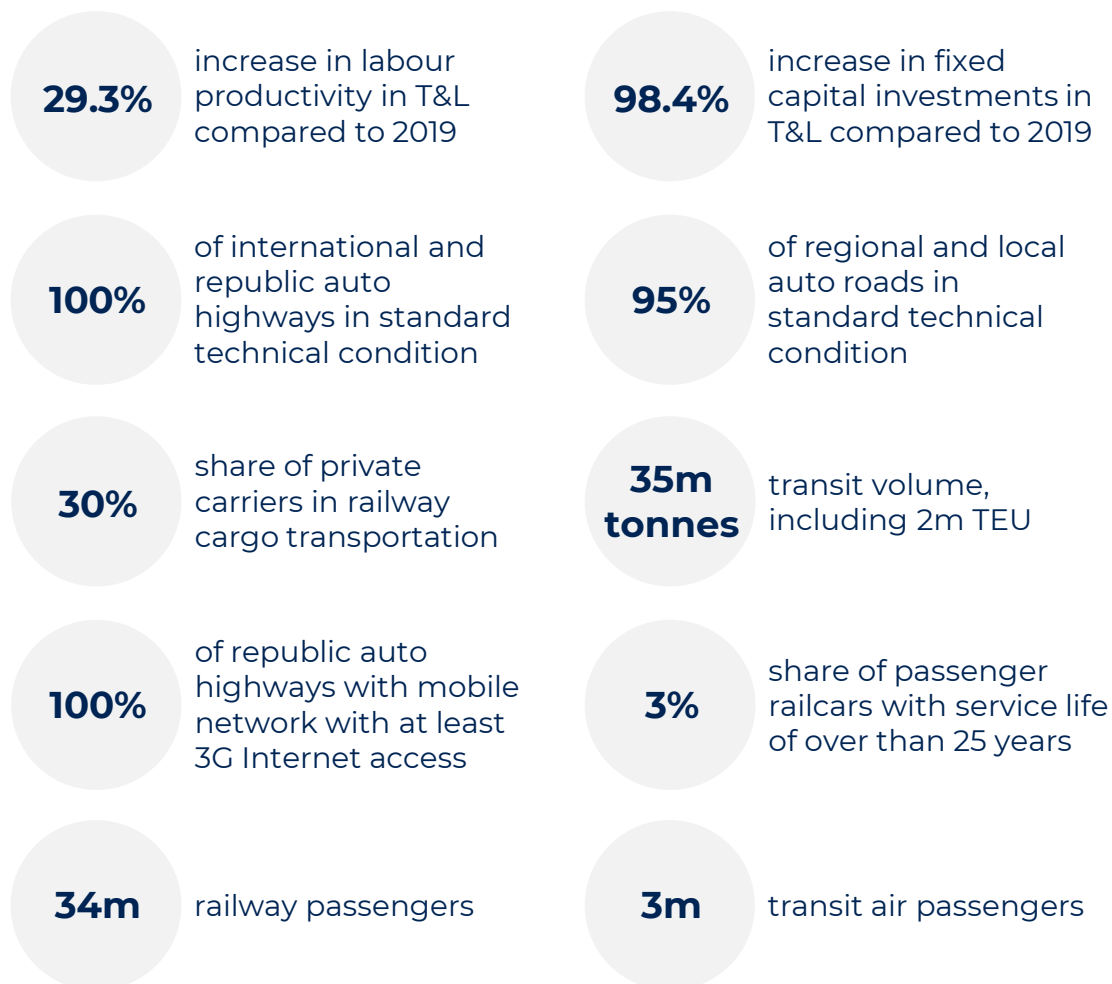 29.3%
increase in labour
productivity in T&L
compared to 2019
98.4%
increase in fixed
capital investments in
T&L compared to 2019
100%
of international and
republic auto
highways in standard
technical condition
95%
of regional and local
auto roads in
standard technical
condition
30%
share of private
carriers in railway
cargo transportation
35m
tonnes
transit volume,
including 2m TEU
100%
of republic auto
highways with mobile
network with at least
3G Internet access
3%
share of passenger
railcars with service life
of over than 25 years
34m
railway passengers
3m
transit air passengers